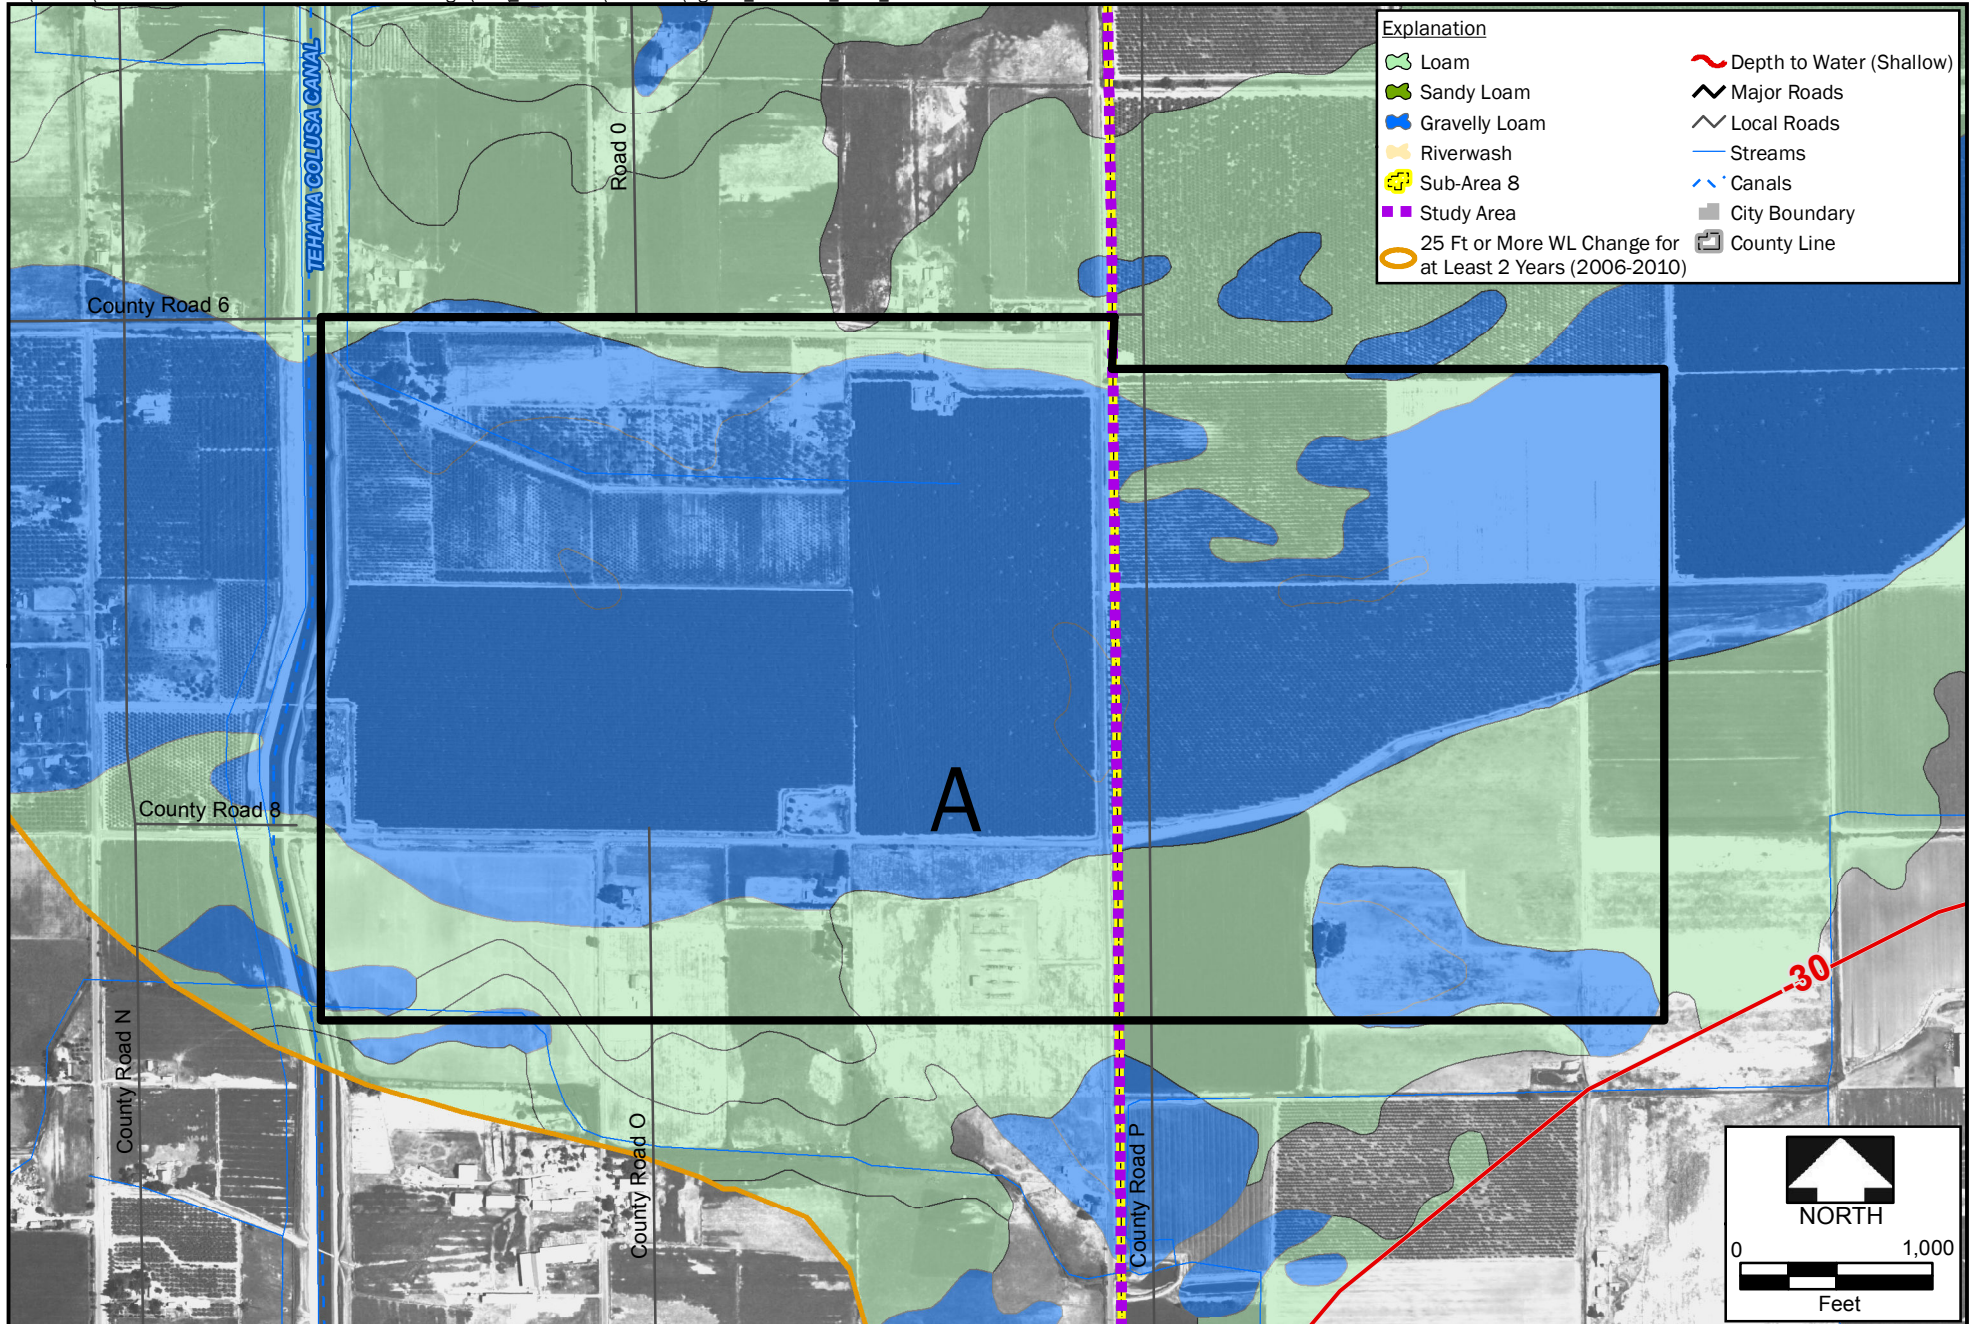 Explanation
Loam
Sandy Loam
Gravelly Loam
Riverwash
Sub-Area 8
Study Area
25 Ft or More WL Change for
at Least 2 Years (2006-2010)
Depth to Water (Shallow)
Major Roads
Local Roads
Streams
Canals
City Boundary
County Line
TEHAMA COLUSA CANAL
Road 0
County Road 6
County Road 8
A
-30
County Road N
County Road O
County Road P
NORTH
0 1,000
Feet